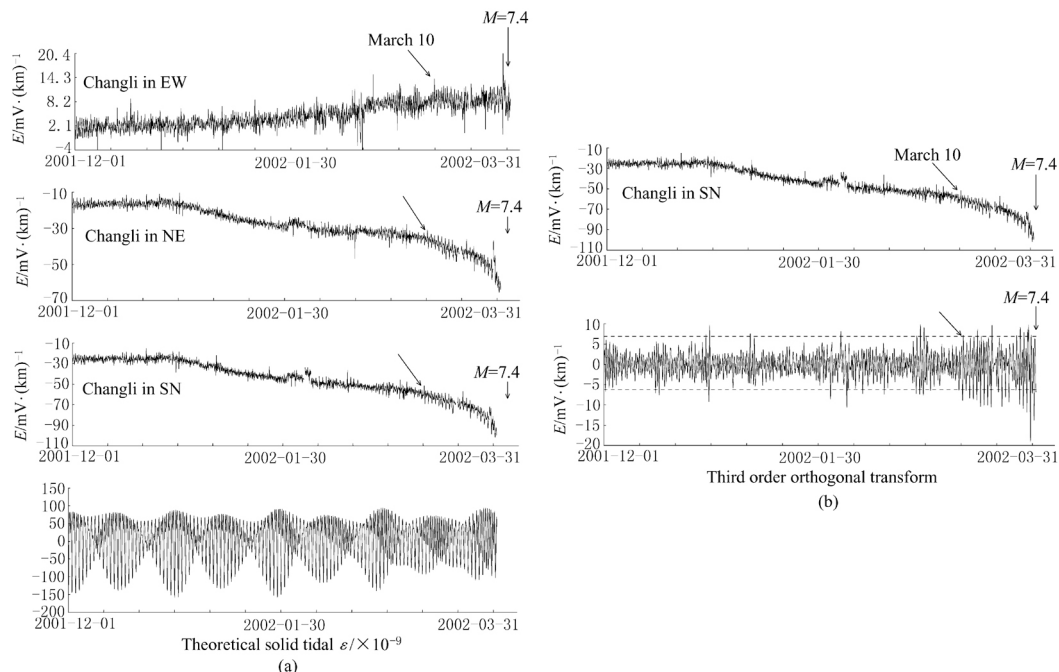 M=7.4
March 10
E/mV·(km)⁻¹
20.4
14.3
8.2
2.1
−4
Changli in EW
2001-12-01
2002-01-30
2002-03-31
E/mV·(km)⁻¹
−10
−30
−50
−70
Changli in NE
M=7.4
2001-12-01
2002-01-30
2002-03-31
E/mV·(km)⁻¹
−10
−30
−50
−70
−90
−110
Changli in SN
M=7.4
2001-12-01
2002-01-30
2002-03-31
150
100
50
0
−50
−100
−150
−200
2001-12-01
2002-01-30
2002-03-31
Theoretical solid tidal ε/×10⁻⁹
(a)
E/mV·(km)⁻¹
−10
−30
−50
−70
−90
−110
Changli in SN
March 10
M=7.4
2001-12-01
2002-01-30
2002-03-31
M=7.4
E/mV·(km)⁻¹
10
5
0
−5
−10
−15
−20
2001-12-01
2002-01-30
2002-03-31
Third order orthogonal transform
(b)